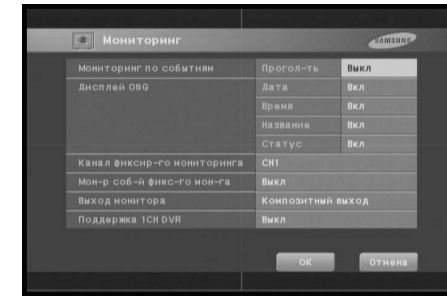 Мониторинг
SAMSUNG
Мониторинг по событиям Прогол-ть Выкл
Дисплей OSG Дата Вкл
Время Вкл
Название Вкл
Статус Вкл
Канал фиксир-го мониторинга CH1
Мон-р соб-й фикс-го мон-га Выкл
Выход монитора Композитный выход
Поддержка 1CH DVR Выкл
OK Отмена